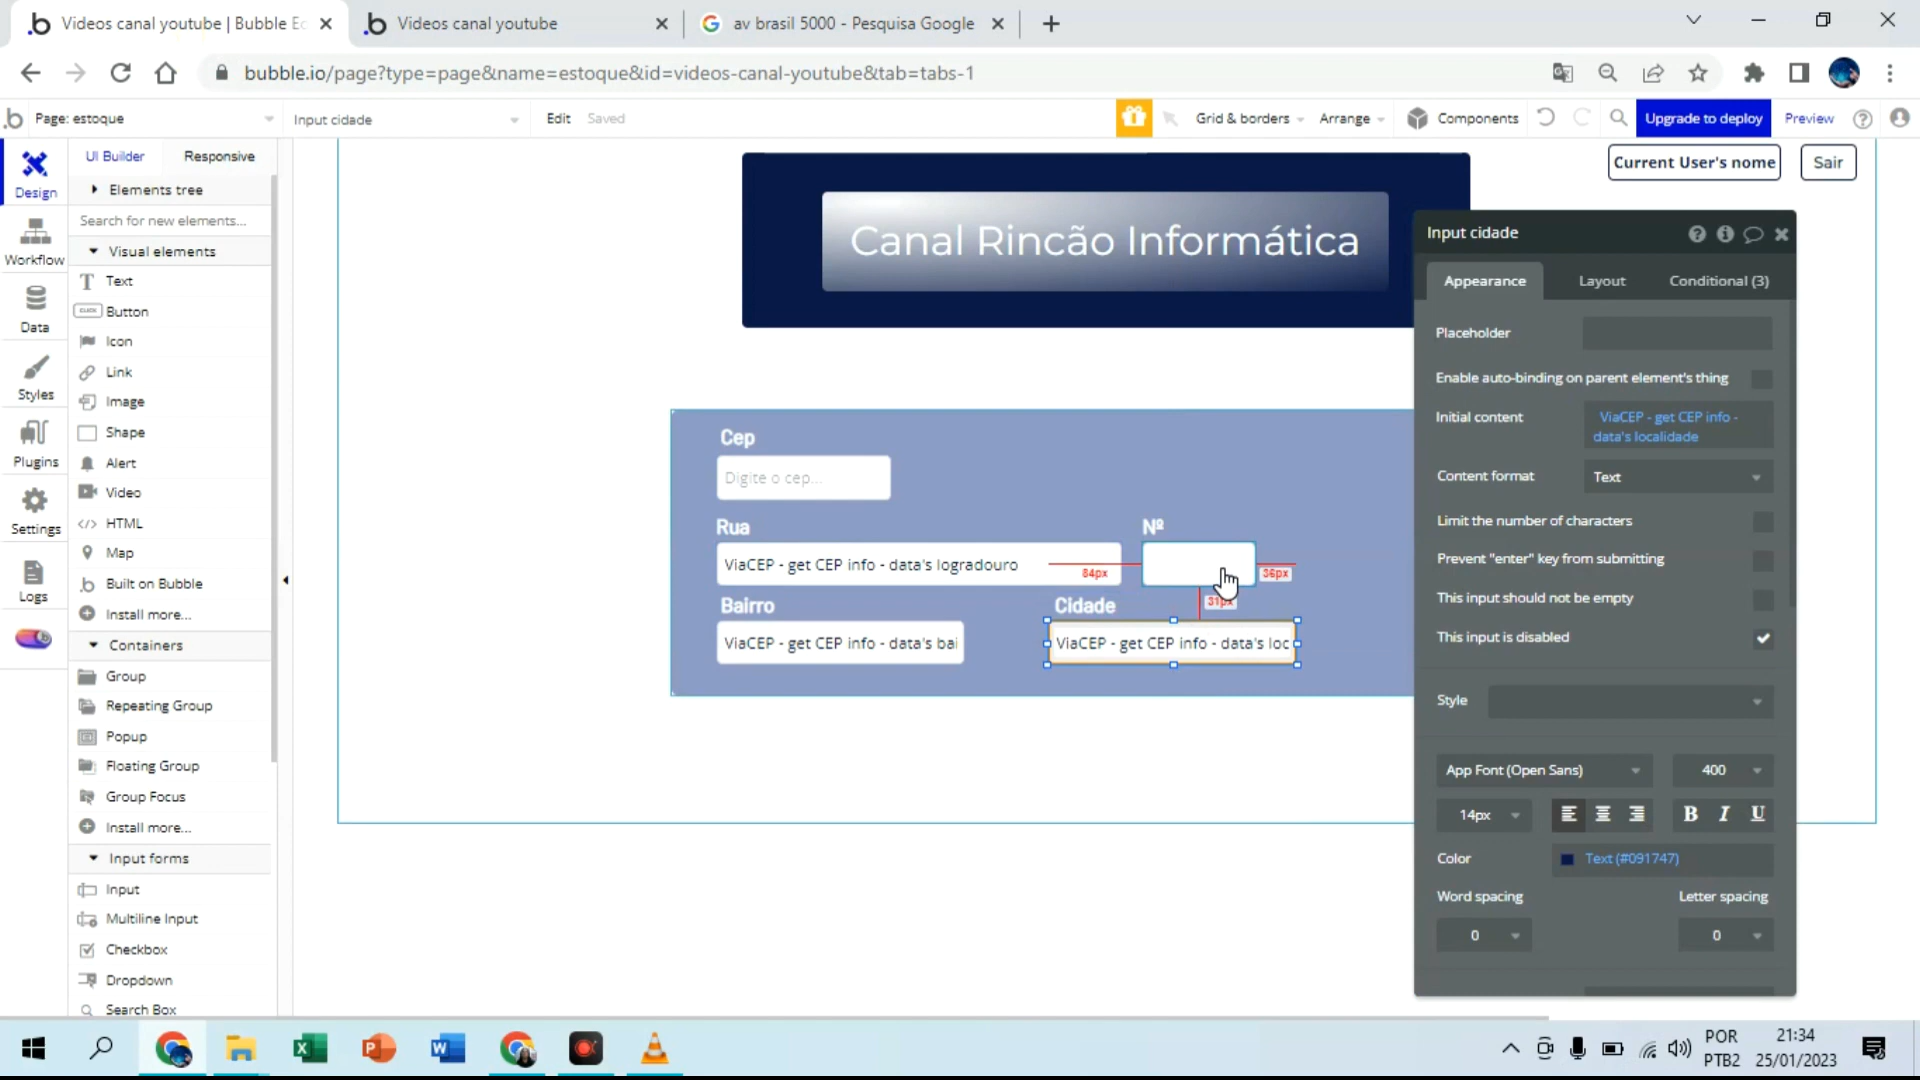 Videos canal youtube | Bubble Ec
Videos canal youtube
av brasil 5000 - Pesquisa Google
bubble.io/page?type=page&name=estoque&id=videos-canal-youtube&tab=tabs-1
Page: estoque
Input cidade
Edit
Saved
Grid & borders
Arrange
Components
Upgrade to deploy
Preview
Design
Workflow
Data
Styles
Plugins
Settings
Logs
UI Builder
Responsive
Elements tree
Search for new elements...
Visual elements
Text
CLICK
Button
Icon
Link
Image
Shape
Alert
Video
HTML
Map
Built on Bubble
Install more...
Containers
Group
Repeating Group
Popup
Floating Group
Group Focus
Install more...
Input forms
Input
Multiline Input
Checkbox
Dropdown
Search Box
Current User's nome
Sair
Canal Rincão Informática
Cep
Digite o cep...
Rua
Nº
ViaCEP - get CEP info - data's logradouro
84px
36px
31px
Bairro
Cidade
ViaCEP - get CEP info - data's bai
ViaCEP - get CEP info - data's loc
Input cidade
Appearance
Layout
Conditional (3)
Placeholder
Enable auto-binding on parent element's thing
Initial content
ViaCEP - get CEP info -
data's localidade
Content format
Text
Limit the number of characters
Prevent "enter" key from submitting
This input should not be empty
This input is disabled
Style
App Font (Open Sans)
400
14px
B I U
Color
Text (#091747)
Word spacing
Letter spacing
0
0
POR
PTB2
21:34
25/01/2023